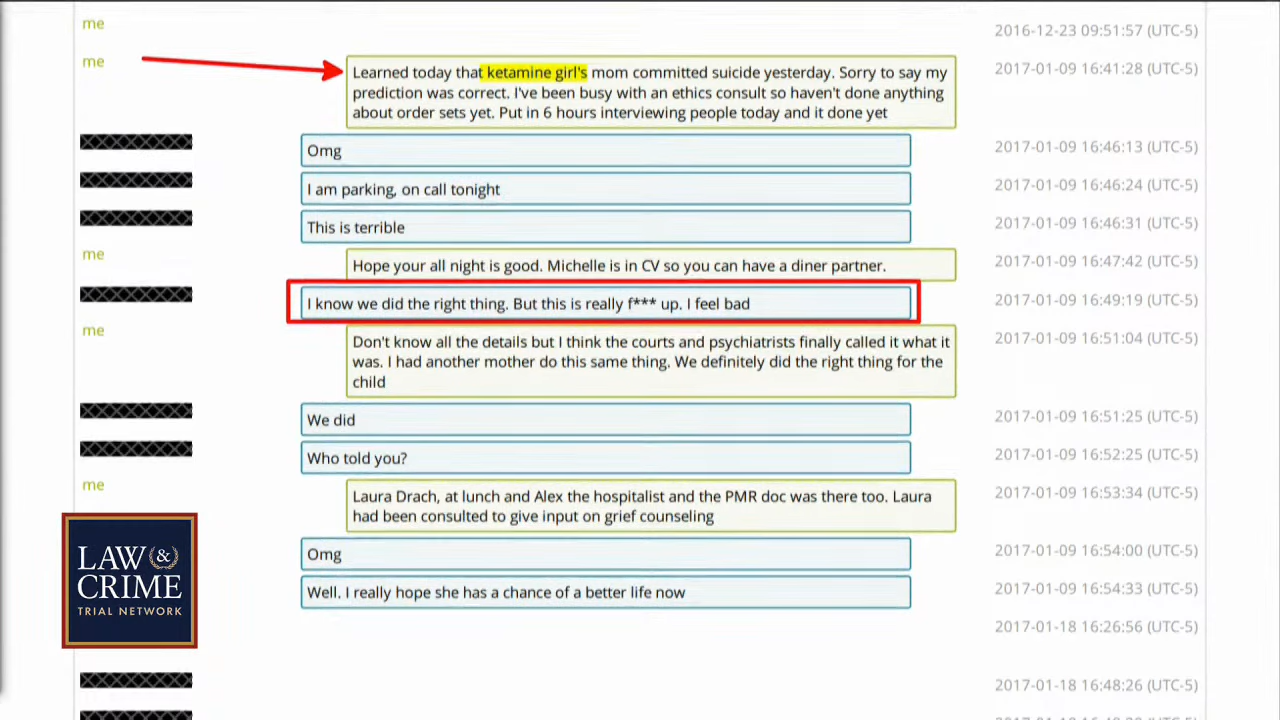 me
2016-12-23 09:51:57 (UTC-5)
me
2017-01-09 16:41:28 (UTC-5)
Learned today that ketamine girl's mom committed suicide yesterday. Sorry to say my
prediction was correct. I've been busy with an ethics consult so haven't done anything
about order sets yet. Put in 6 hours interviewing people today and it done yet
Omg
2017-01-09 16:46:13 (UTC-5)
I am parking, on call tonight
2017-01-09 16:46:24 (UTC-5)
This is terrible
2017-01-09 16:46:31 (UTC-5)
me
Hope your all night is good. Michelle is in CV so you can have a diner partner.
2017-01-09 16:47:42 (UTC-5)
I know we did the right thing. But this is really f*** up. I feel bad
2017-01-09 16:49:19 (UTC-5)
me
2017-01-09 16:51:04 (UTC-5)
Don't know all the details but I think the courts and psychiatrists finally called it what it
was. I had another mother do this same thing. We definitely did the right thing for the
child
We did
2017-01-09 16:51:25 (UTC-5)
Who told you?
2017-01-09 16:52:25 (UTC-5)
me
2017-01-09 16:53:34 (UTC-5)
Laura Drach, at lunch and Alex the hospitalist and the PMR doc was there too. Laura
had been consulted to give input on grief counseling
Omg
2017-01-09 16:54:00 (UTC-5)
Well. I really hope she has a chance of a better life now
2017-01-09 16:54:33 (UTC-5)
2017-01-18 16:26:56 (UTC-5)
2017-01-18 16:48:26 (UTC-5)
LAW &
CRIME
TRIAL NETWORK